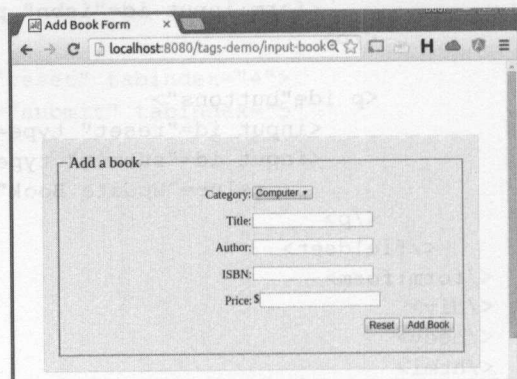 Add Book Form
localhost:8080/tags-demo/input-book
Add a book
Category: Computer
Title:
Author:
ISBN:
Price: $
Reset Add Book